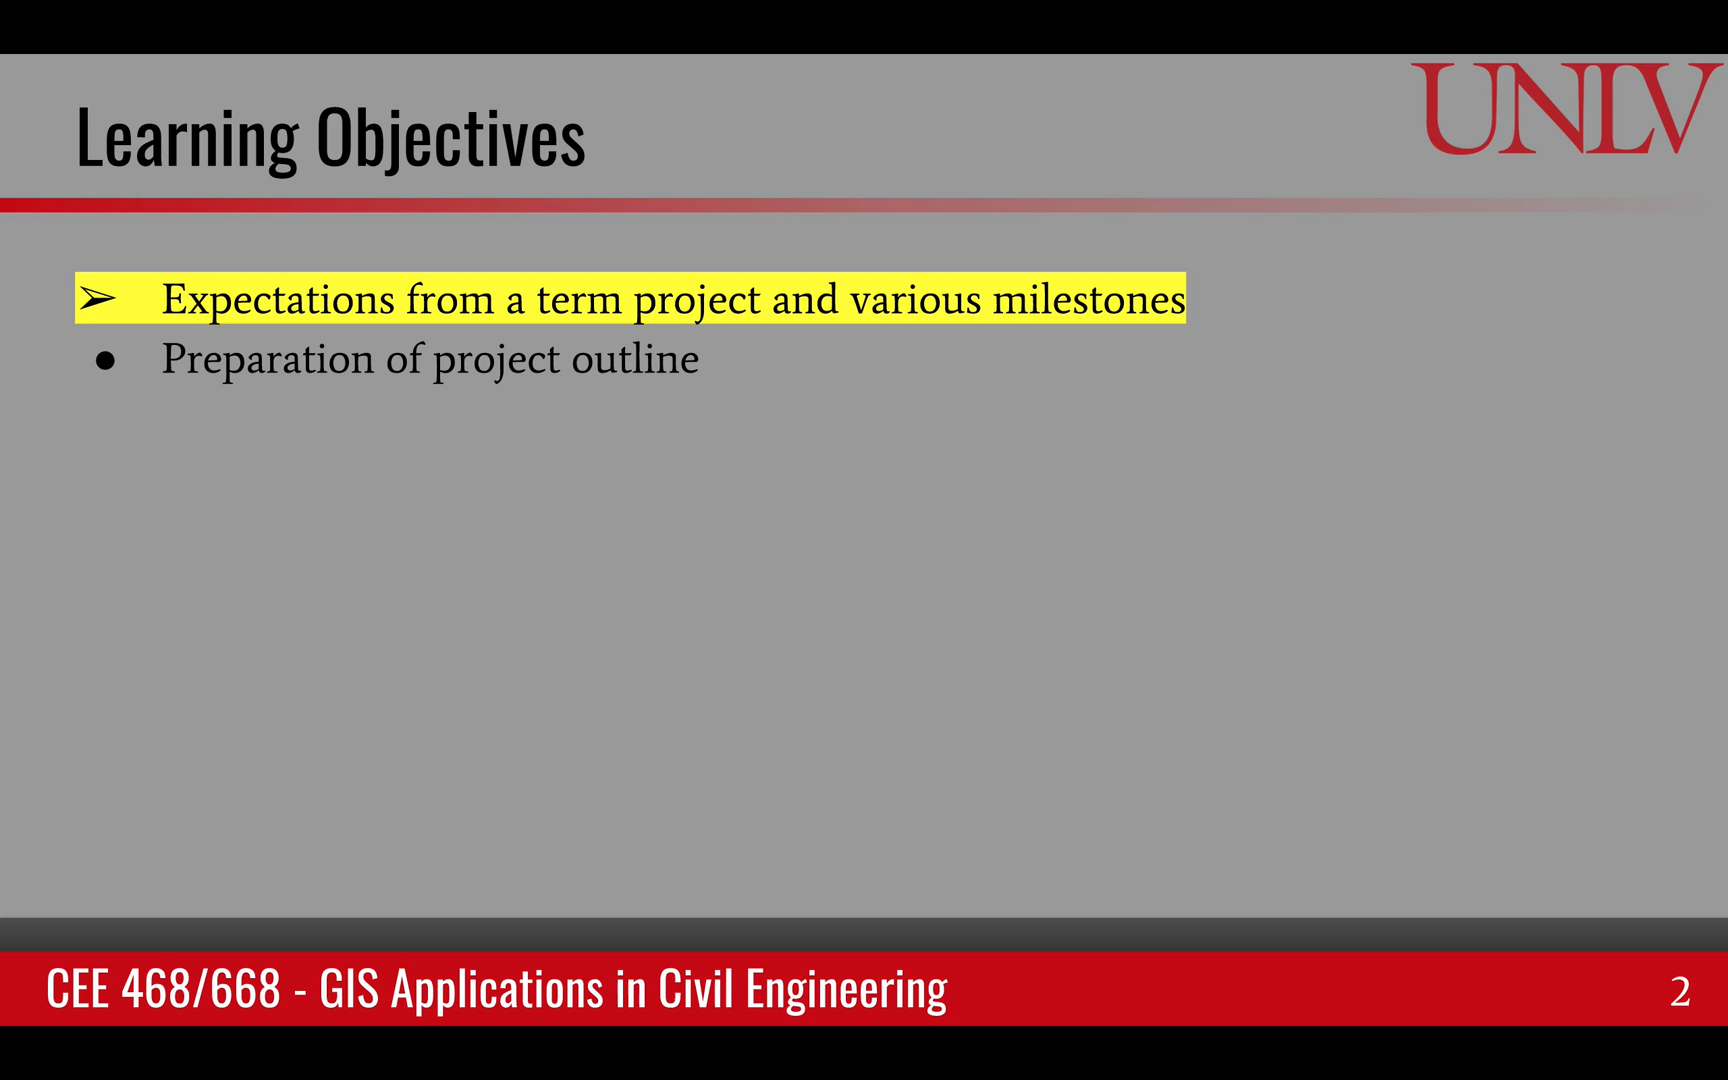 Learning Objectives
UNLV
➢ Expectations from a term project and various milestones
● Preparation of project outline
CEE 468/668 - GIS Applications in Civil Engineering
2